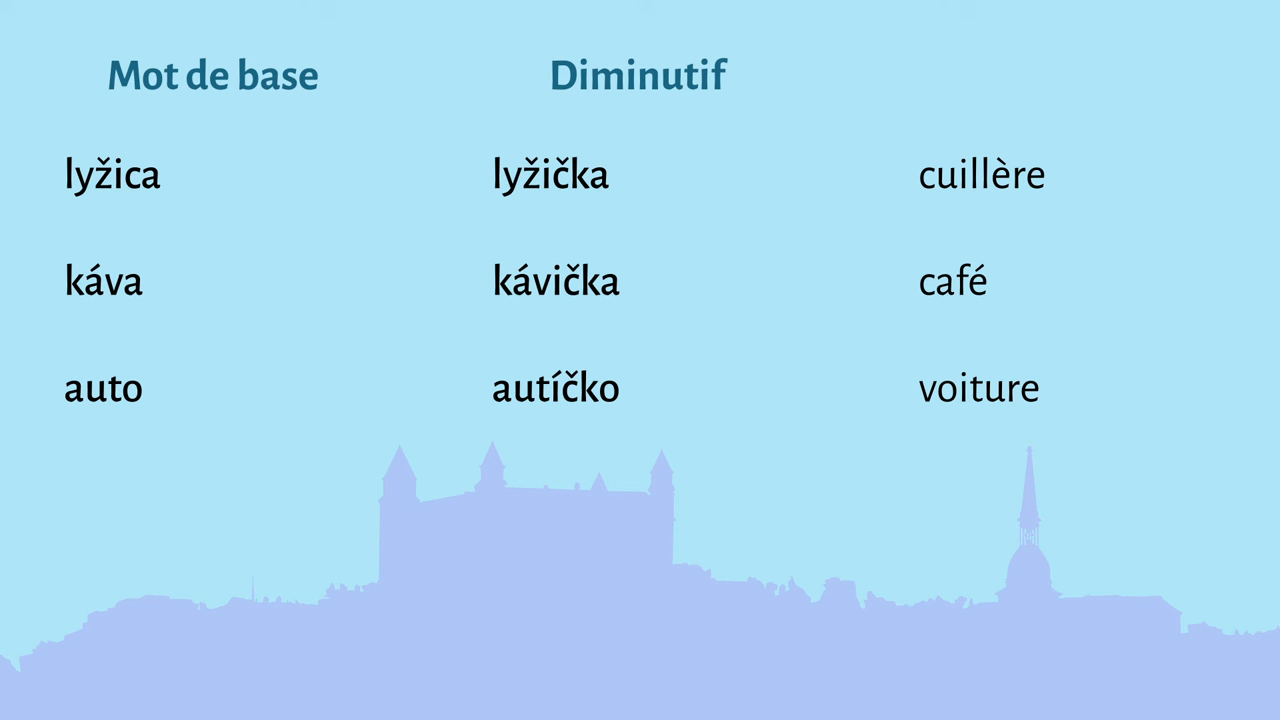 Mot de base Diminutif
lyžica lyžička cuillère
káva kávička café
auto autíčko voiture